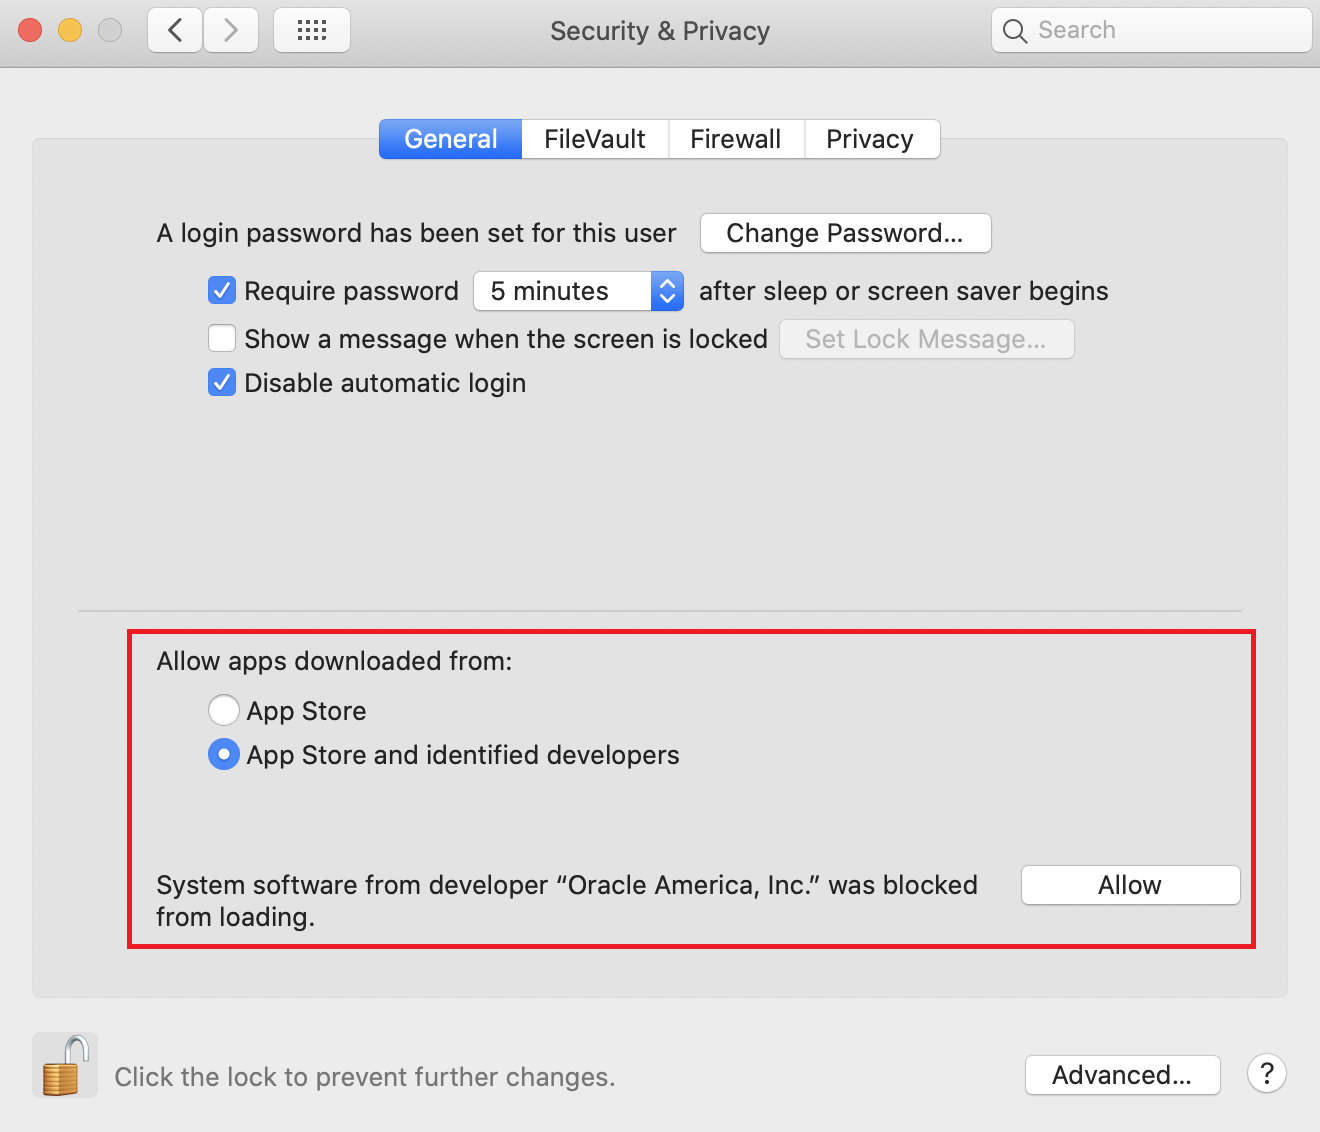 Security & Privacy
Search
General
FileVault
Firewall
Privacy
A login password has been set for this user
Change Password...
Require password
5 minutes
after sleep or screen saver begins
Show a message when the screen is locked
Set Lock Message...
Disable automatic login
Allow apps downloaded from:
App Store
App Store and identified developers
System software from developer “Oracle America, Inc.” was blocked
from loading.
Allow
Click the lock to prevent further changes.
Advanced...
?